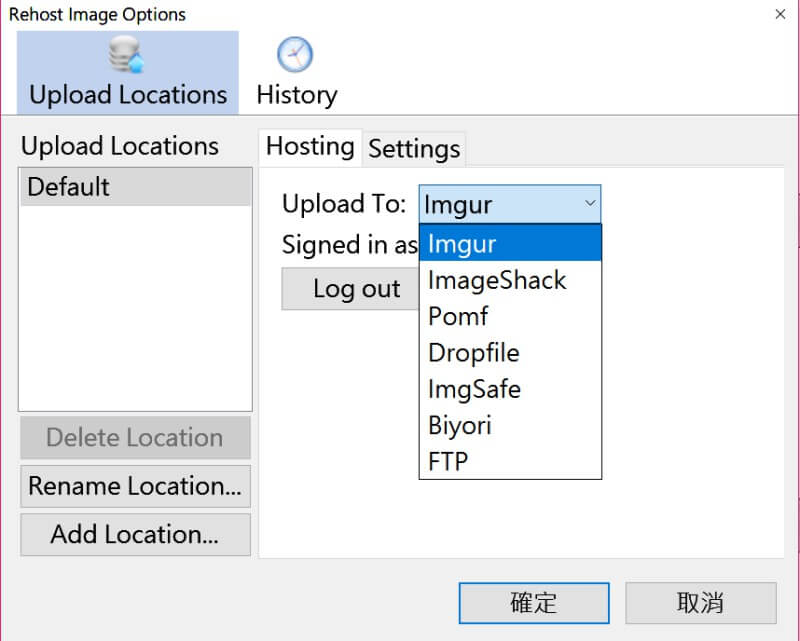 Rehost Image Options
Upload Locations
History
Upload Locations
Default
Delete Location
Rename Location...
Add Location...
Hosting
Settings
Upload To:
Imgur
Signed in as
Log out
Imgur
ImageShack
Pomf
Dropfile
ImgSafe
Biyori
FTP
確定
取消